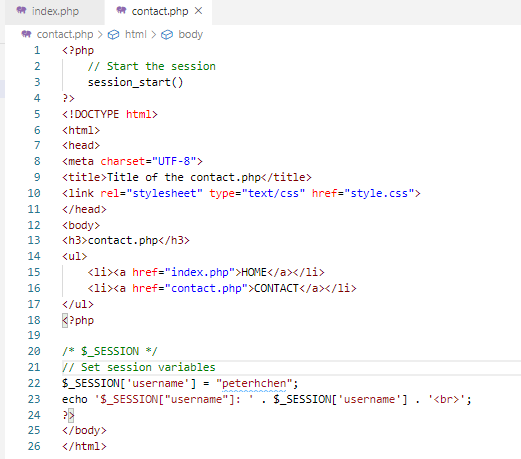 index.php contact.php ×
contact.php > html > body
1 <?php
2 // Start the session
3 session_start()
4 ?>
5 <!DOCTYPE html>
6 <html>
7 <head>
8 <meta charset="UTF-8">
9 <title>Title of the contact.php</title>
10 <link rel="stylesheet" type="text/css" href="style.css">
11 </head>
12 <body>
13 <h3>contact.php</h3>
14 <ul>
15 <li><a href="index.php">HOME</a></li>
16 <li><a href="contact.php">CONTACT</a></li>
17 </ul>
18 <?php
19
20 /* $_SESSION */
21 // Set session variables
22 $_SESSION['username'] = "peterhchen";
23 echo '$_SESSION["username"]: ' . $_SESSION['username'] . '<br>';
24 ?>
25 </body>
26 </html>